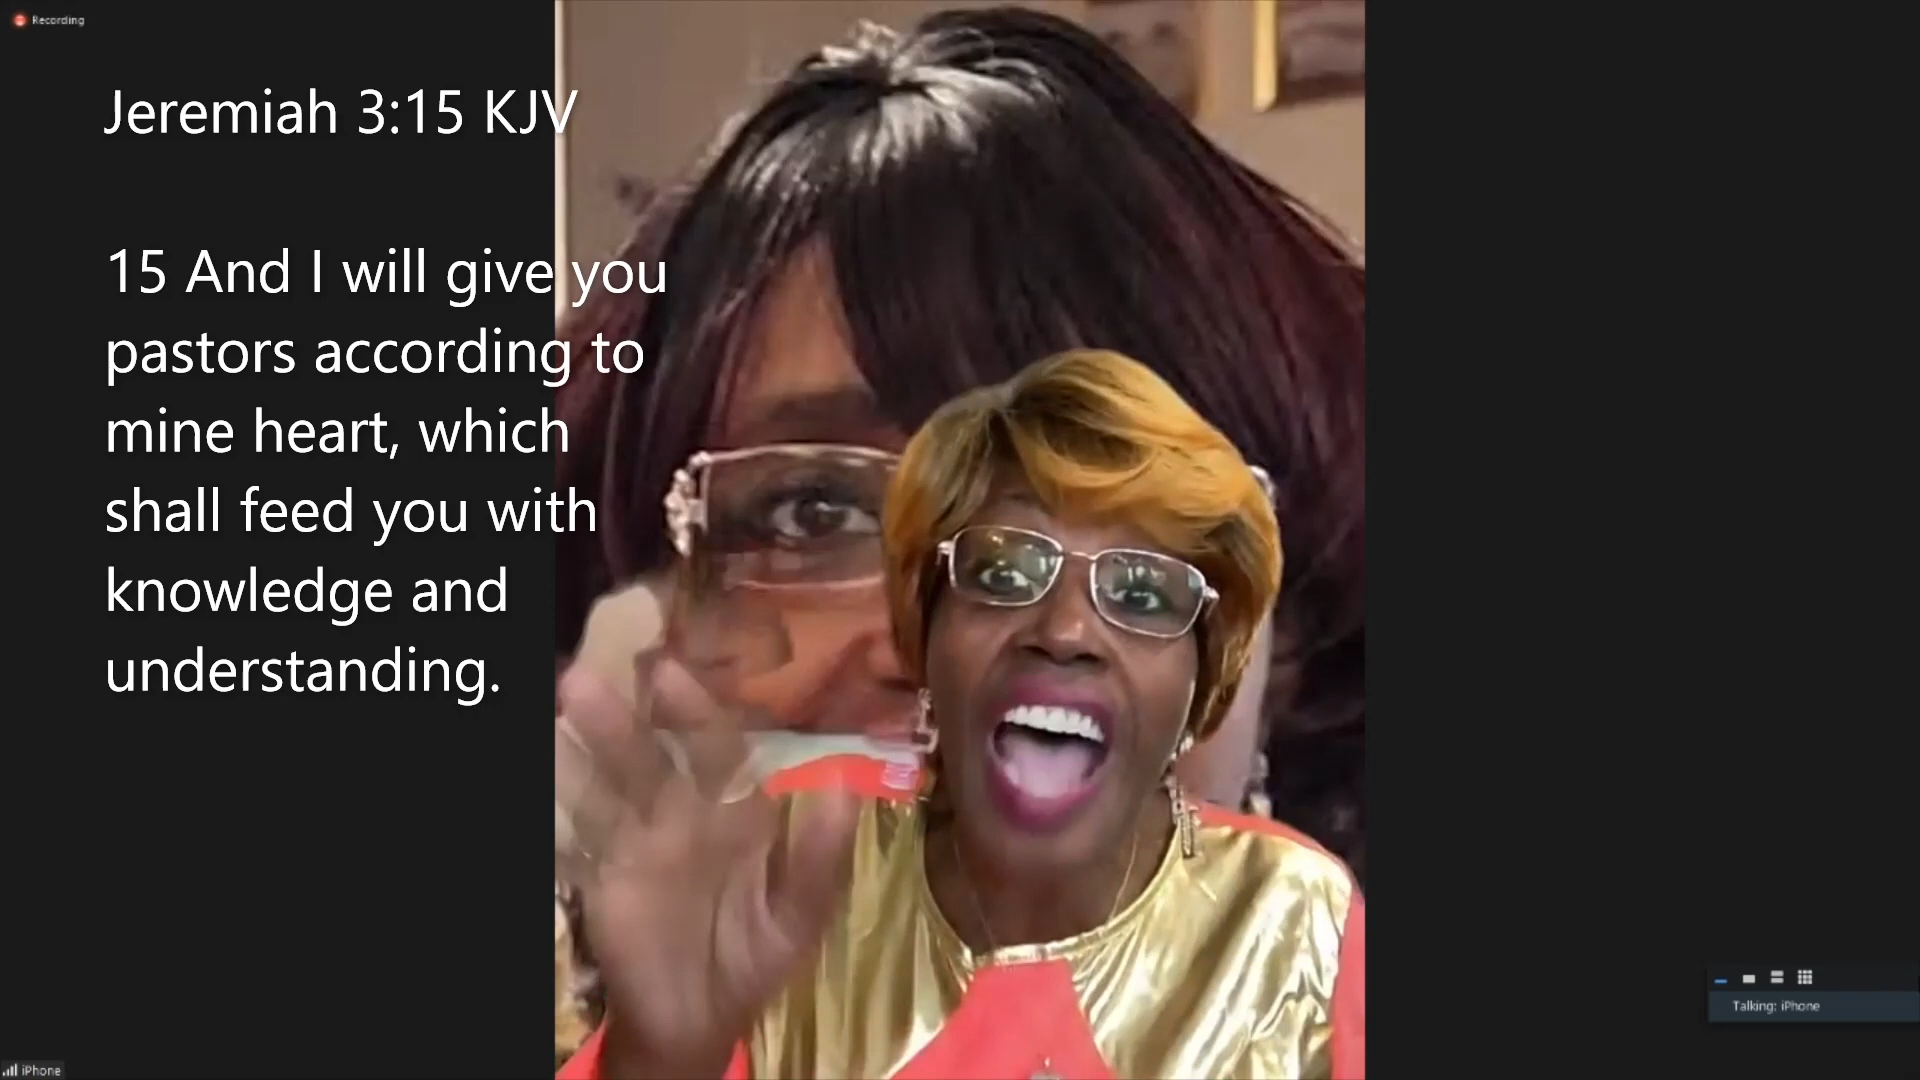 Recording
Jeremiah 3:15 KJV
15 And I will give you
pastors according to
mine heart, which
shall feed you with
knowledge and
understanding.
Talking: iPhone
iPhone